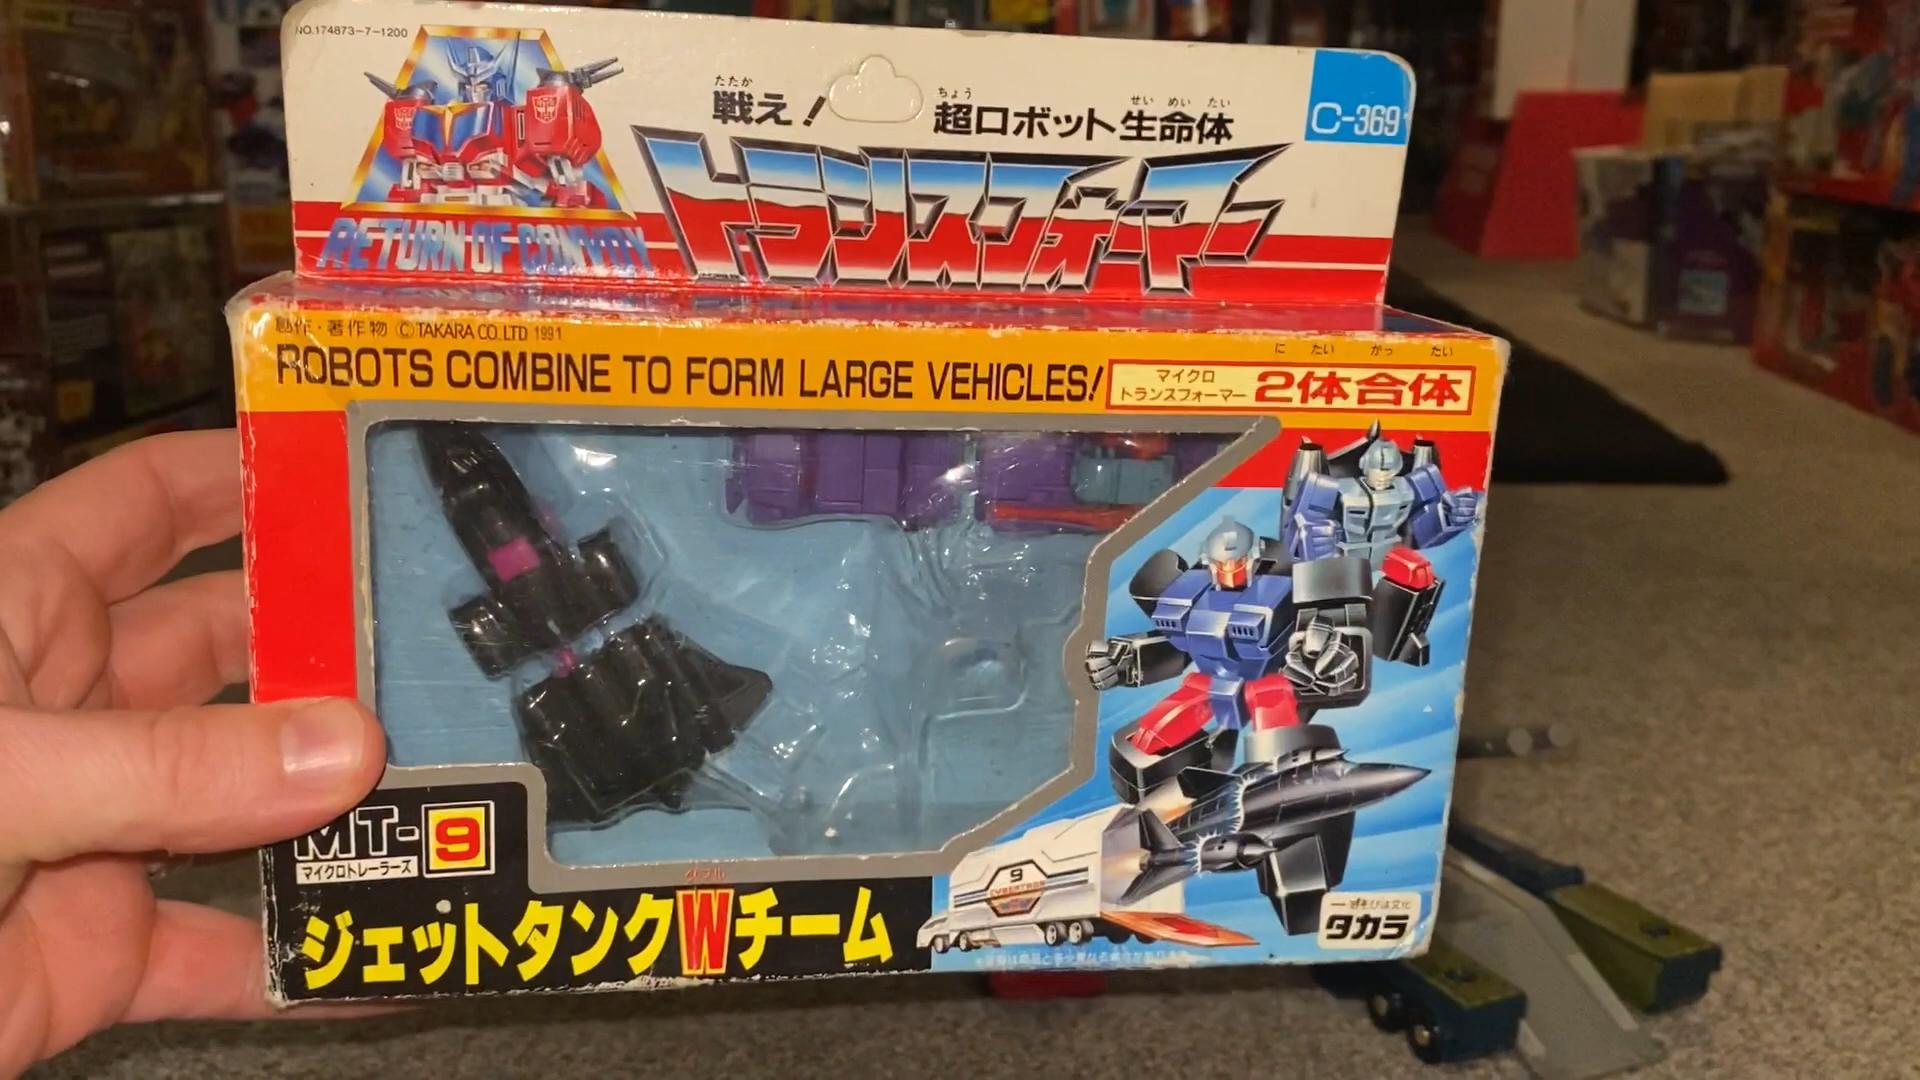 NO.174873-7-1200
RETURN OF CONVOY
たたか
戦え!
ちょう せい めい たい
超ロボット生命体
C-369
トランスフォーマー
著作物 ©TAKARA CO.LTD 1991
ROBOTS COMBINE TO FORM LARGE VEHICLES!
マイクロ
トランスフォーマー
に たい がっ たい
2体合体
MT-9
マイクロトレーラーズ
ダブル
ジェットタンクWチーム
9
CYBERTRON
タカラ